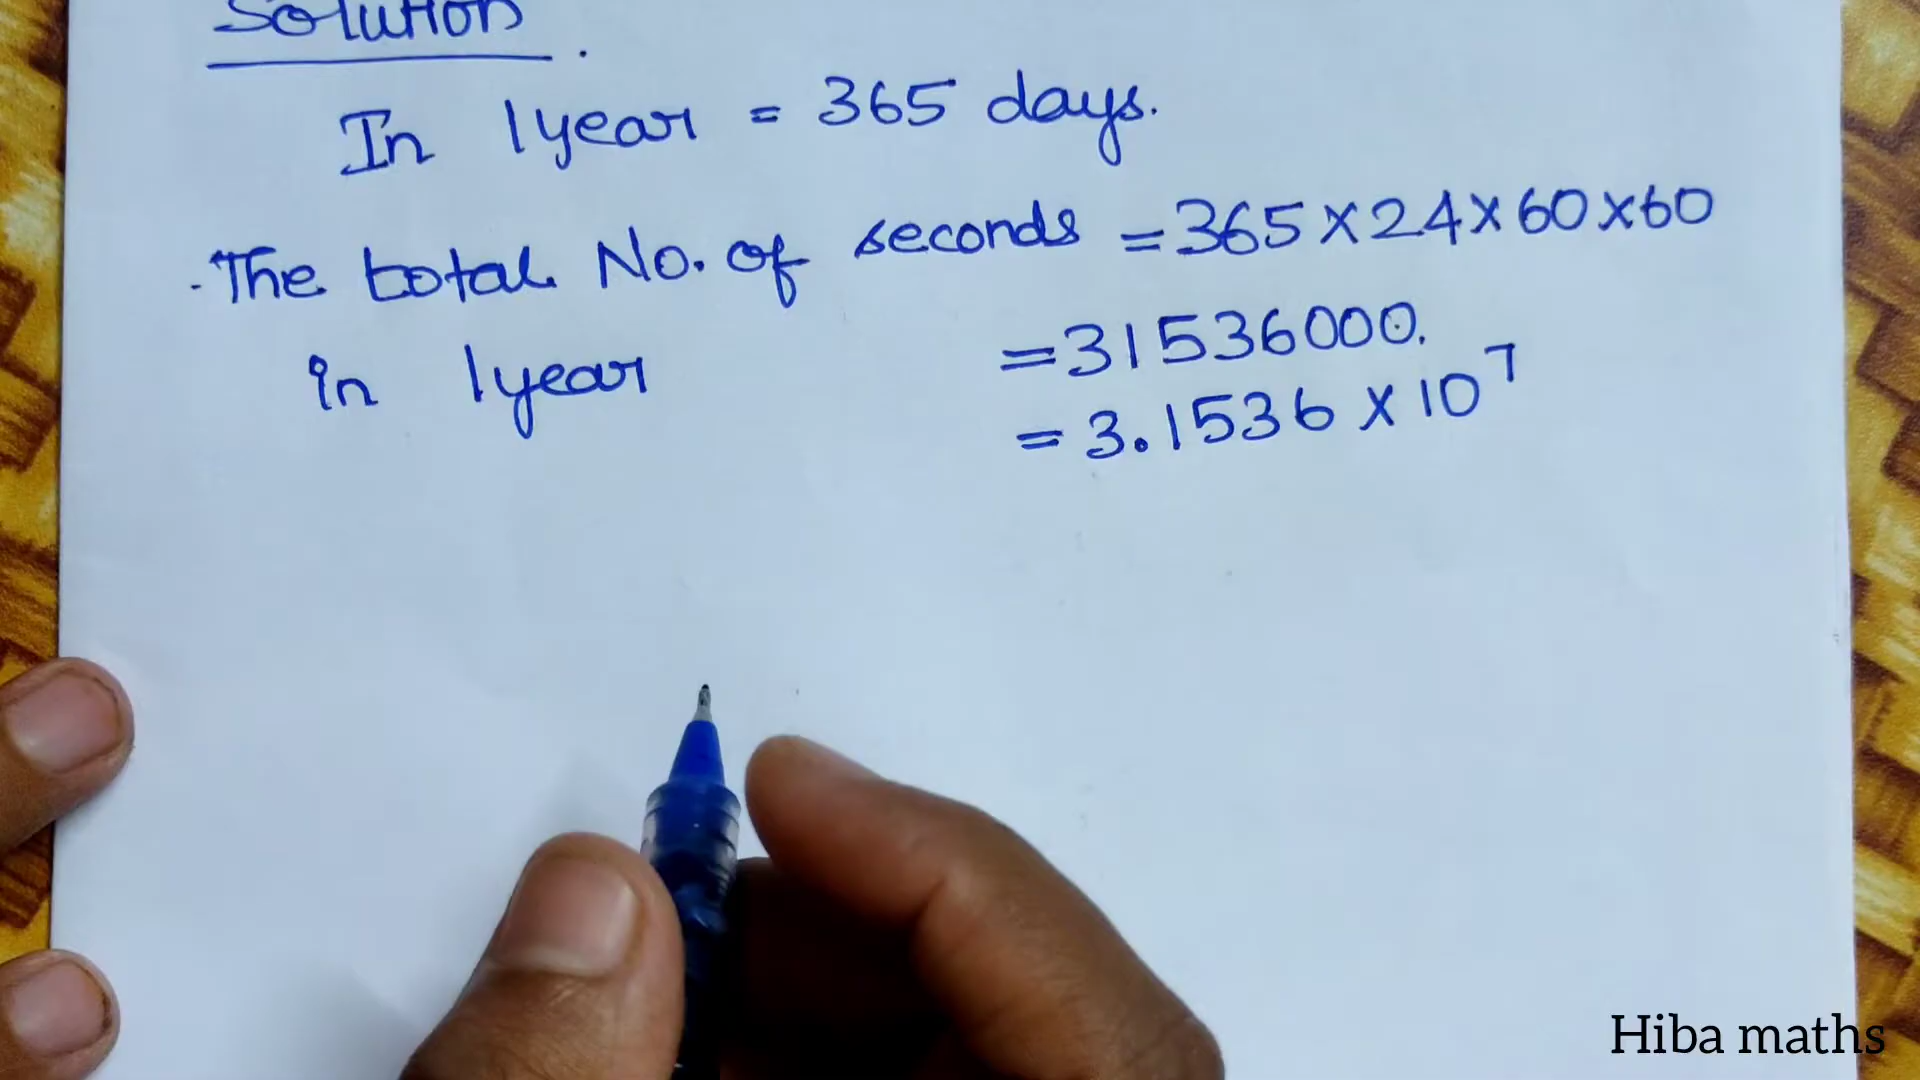 Solution.
In 1year = 365 days.
The total No. of seconds = 365 × 24 × 60 × 60
in 1year = 31536000.
= 3.1536 × 10⁷
Hiba maths